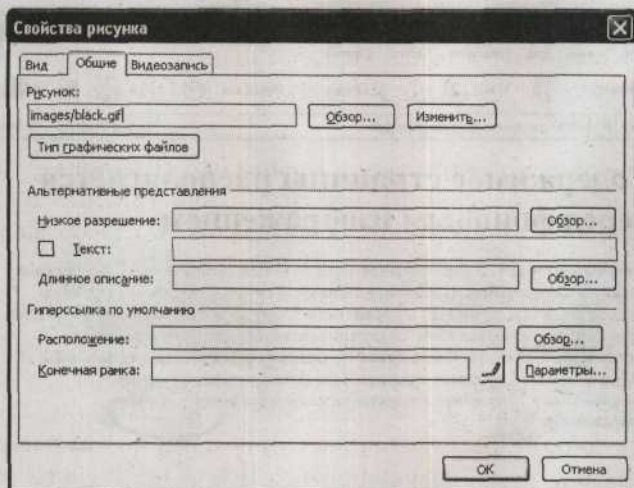 Свойства рисунка
Вид Общие Видеозапись
Рисунок:
images/black.gif Обзор... Изменить...
Тип графических файлов
Альтернативные представления
Низкое разрешение: Обзор...
Текст:
Длинное описание: Обзор...
Гиперссылка по умолчанию
Расположение: Обзор...
Конечная рамка: Параметры...
OK Отмена